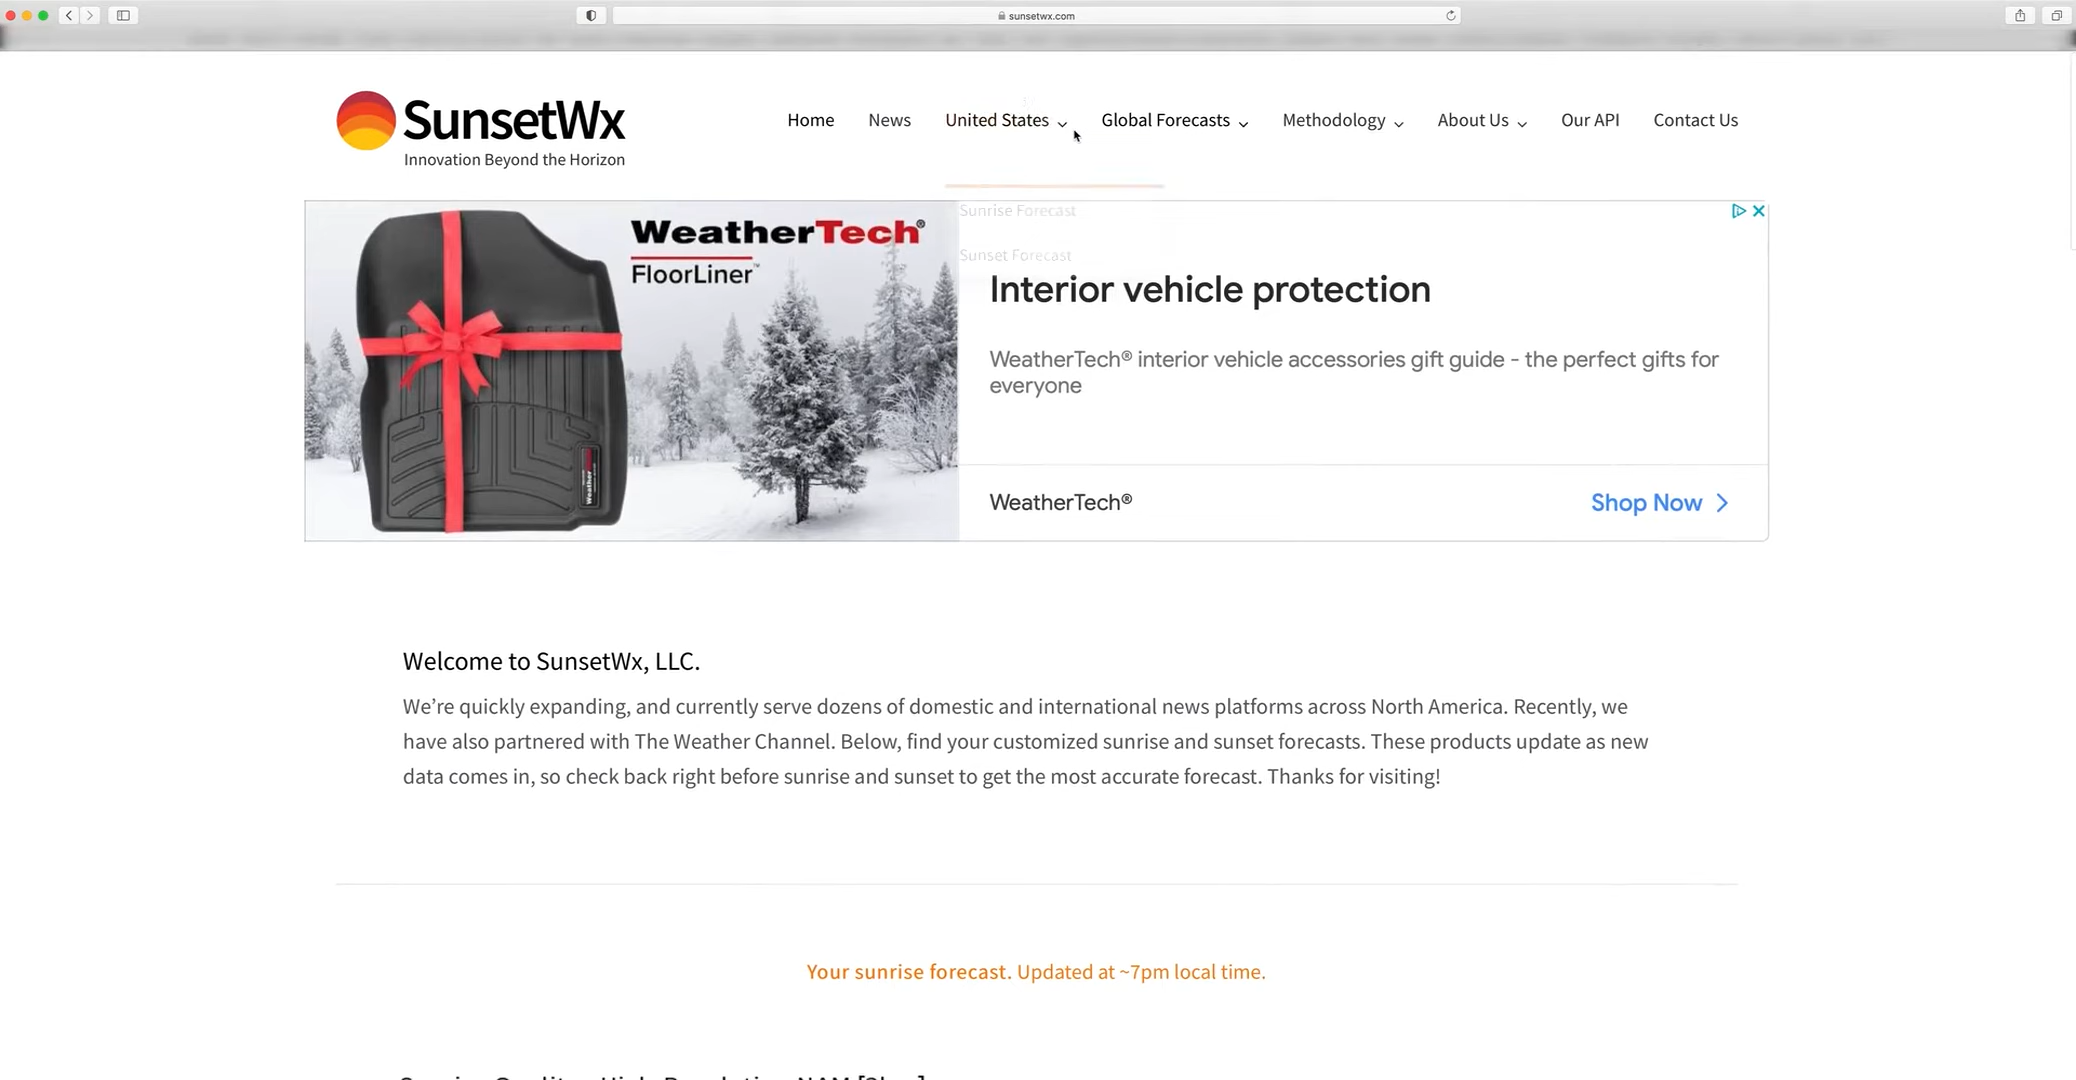 sunsetwx.com
SunsetWx
Innovation Beyond the Horizon
Home News United States Global Forecasts Methodology About Us Our API Contact Us
Sunrise Forecast
Sunset Forecast
WeatherTech®
FloorLiner™
Interior vehicle protection
WeatherTech® interior vehicle accessories gift guide - the perfect gifts for
everyone
WeatherTech®
Shop Now
Welcome to SunsetWx, LLC.
We’re quickly expanding, and currently serve dozens of domestic and international news platforms across North America. Recently, we
have also partnered with The Weather Channel. Below, find your customized sunrise and sunset forecasts. These products update as new
data comes in, so check back right before sunrise and sunset to get the most accurate forecast. Thanks for visiting!
Your sunrise forecast. Updated at ~7pm local time.